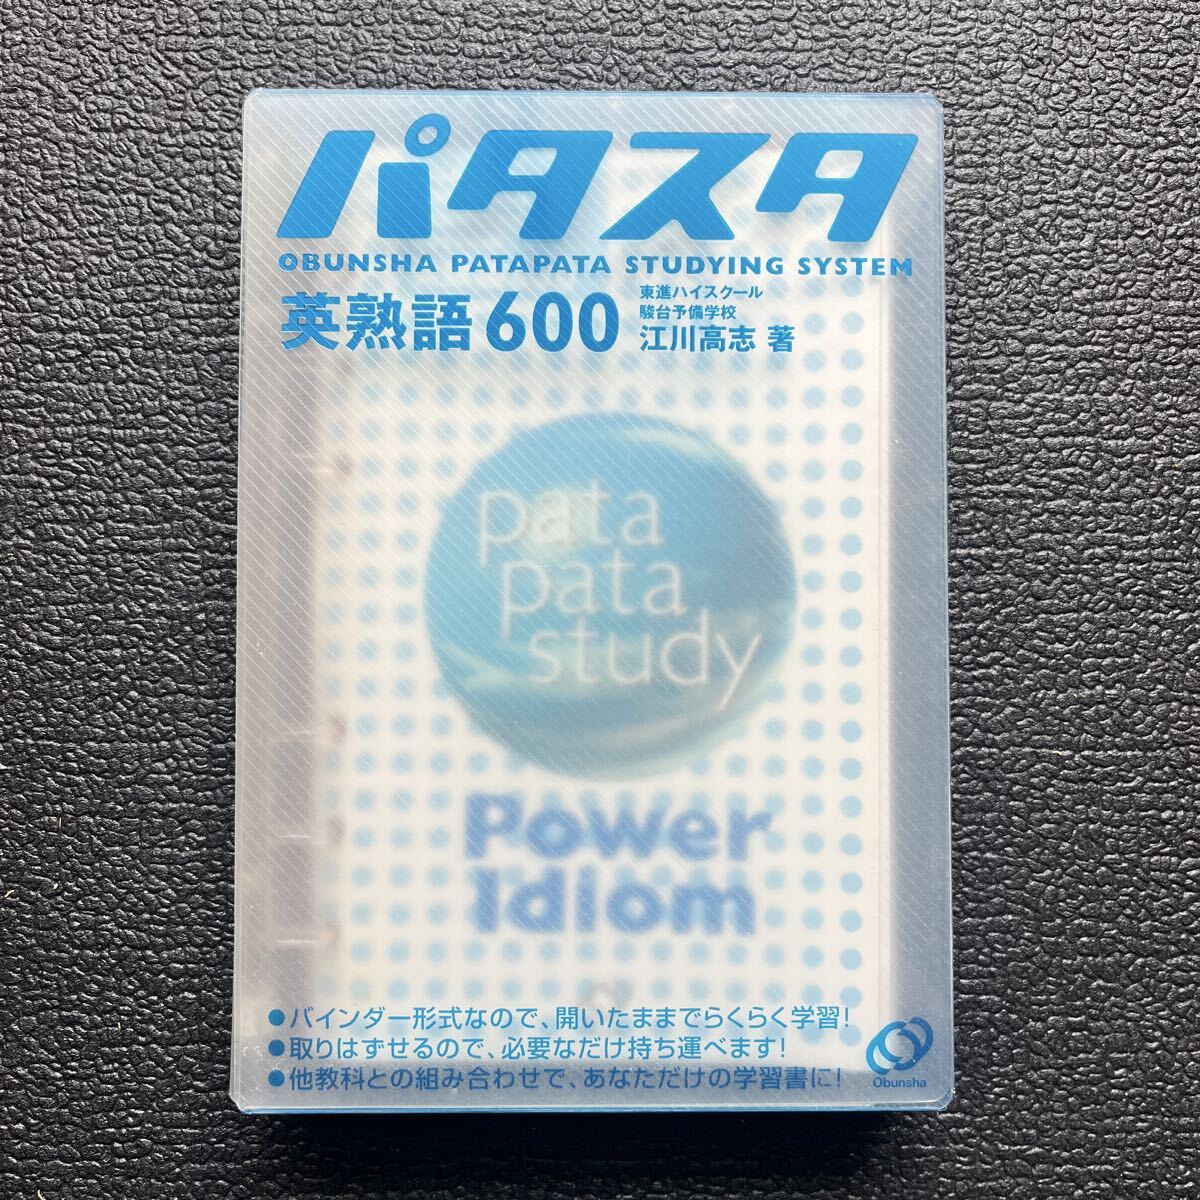 パタスタ
OBUNSHA PATAPATA STUDYING SYSTEM
英熟語600
東進ハイスクール
駿台予備学校
江川高志 著
pata
pata
study
Power
Idiom
●バインダー形式なので、開いたままでらくらく学習！
●取りはずせるので、必要なだけ持ち運べます！
●他教科との組み合わせで、あなただけの学習書に！
Obunsha